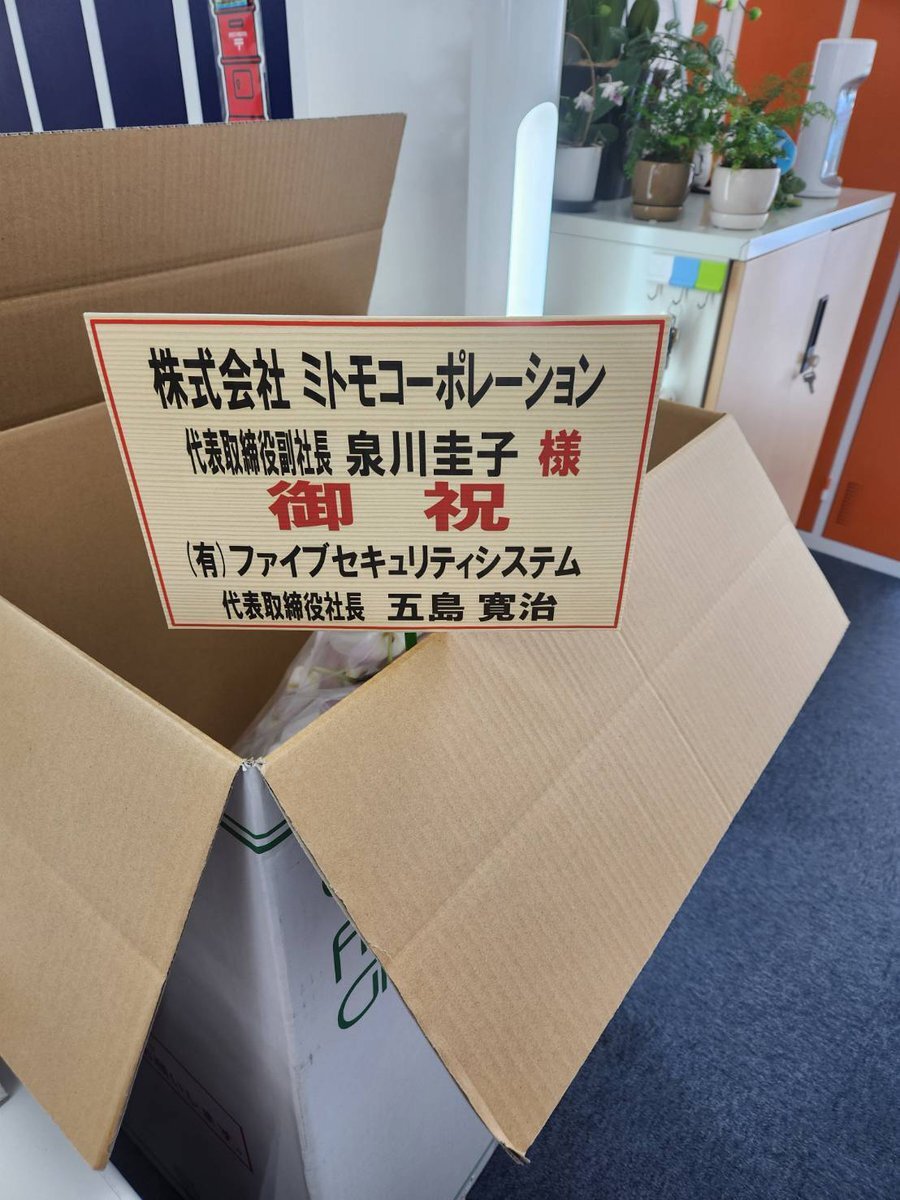 株式会社 ミトモコーポレーション
代表取締役副社長 泉川圭子 様
御 祝
(有)ファイブセキュリティシステム
代表取締役社長 五島 寛治